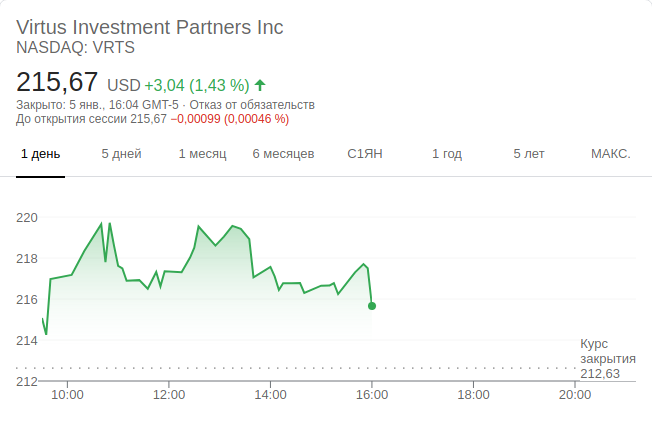 Virtus Investment Partners Inc
NASDAQ: VRTS
215,67 USD +3,04 (1,43 %)
Закрыто: 5 янв., 16:04 GMT-5 · Отказ от обязательств
До открытия сессии 215,67 −0,00099 (0,00046 %)
1 день 5 дней 1 месяц 6 месяцев С1ЯН 1 год 5 лет МАКС.
220
218
216
214
Курс
закрытия
212,63
212
10:00 12:00 14:00 16:00 18:00 20:00